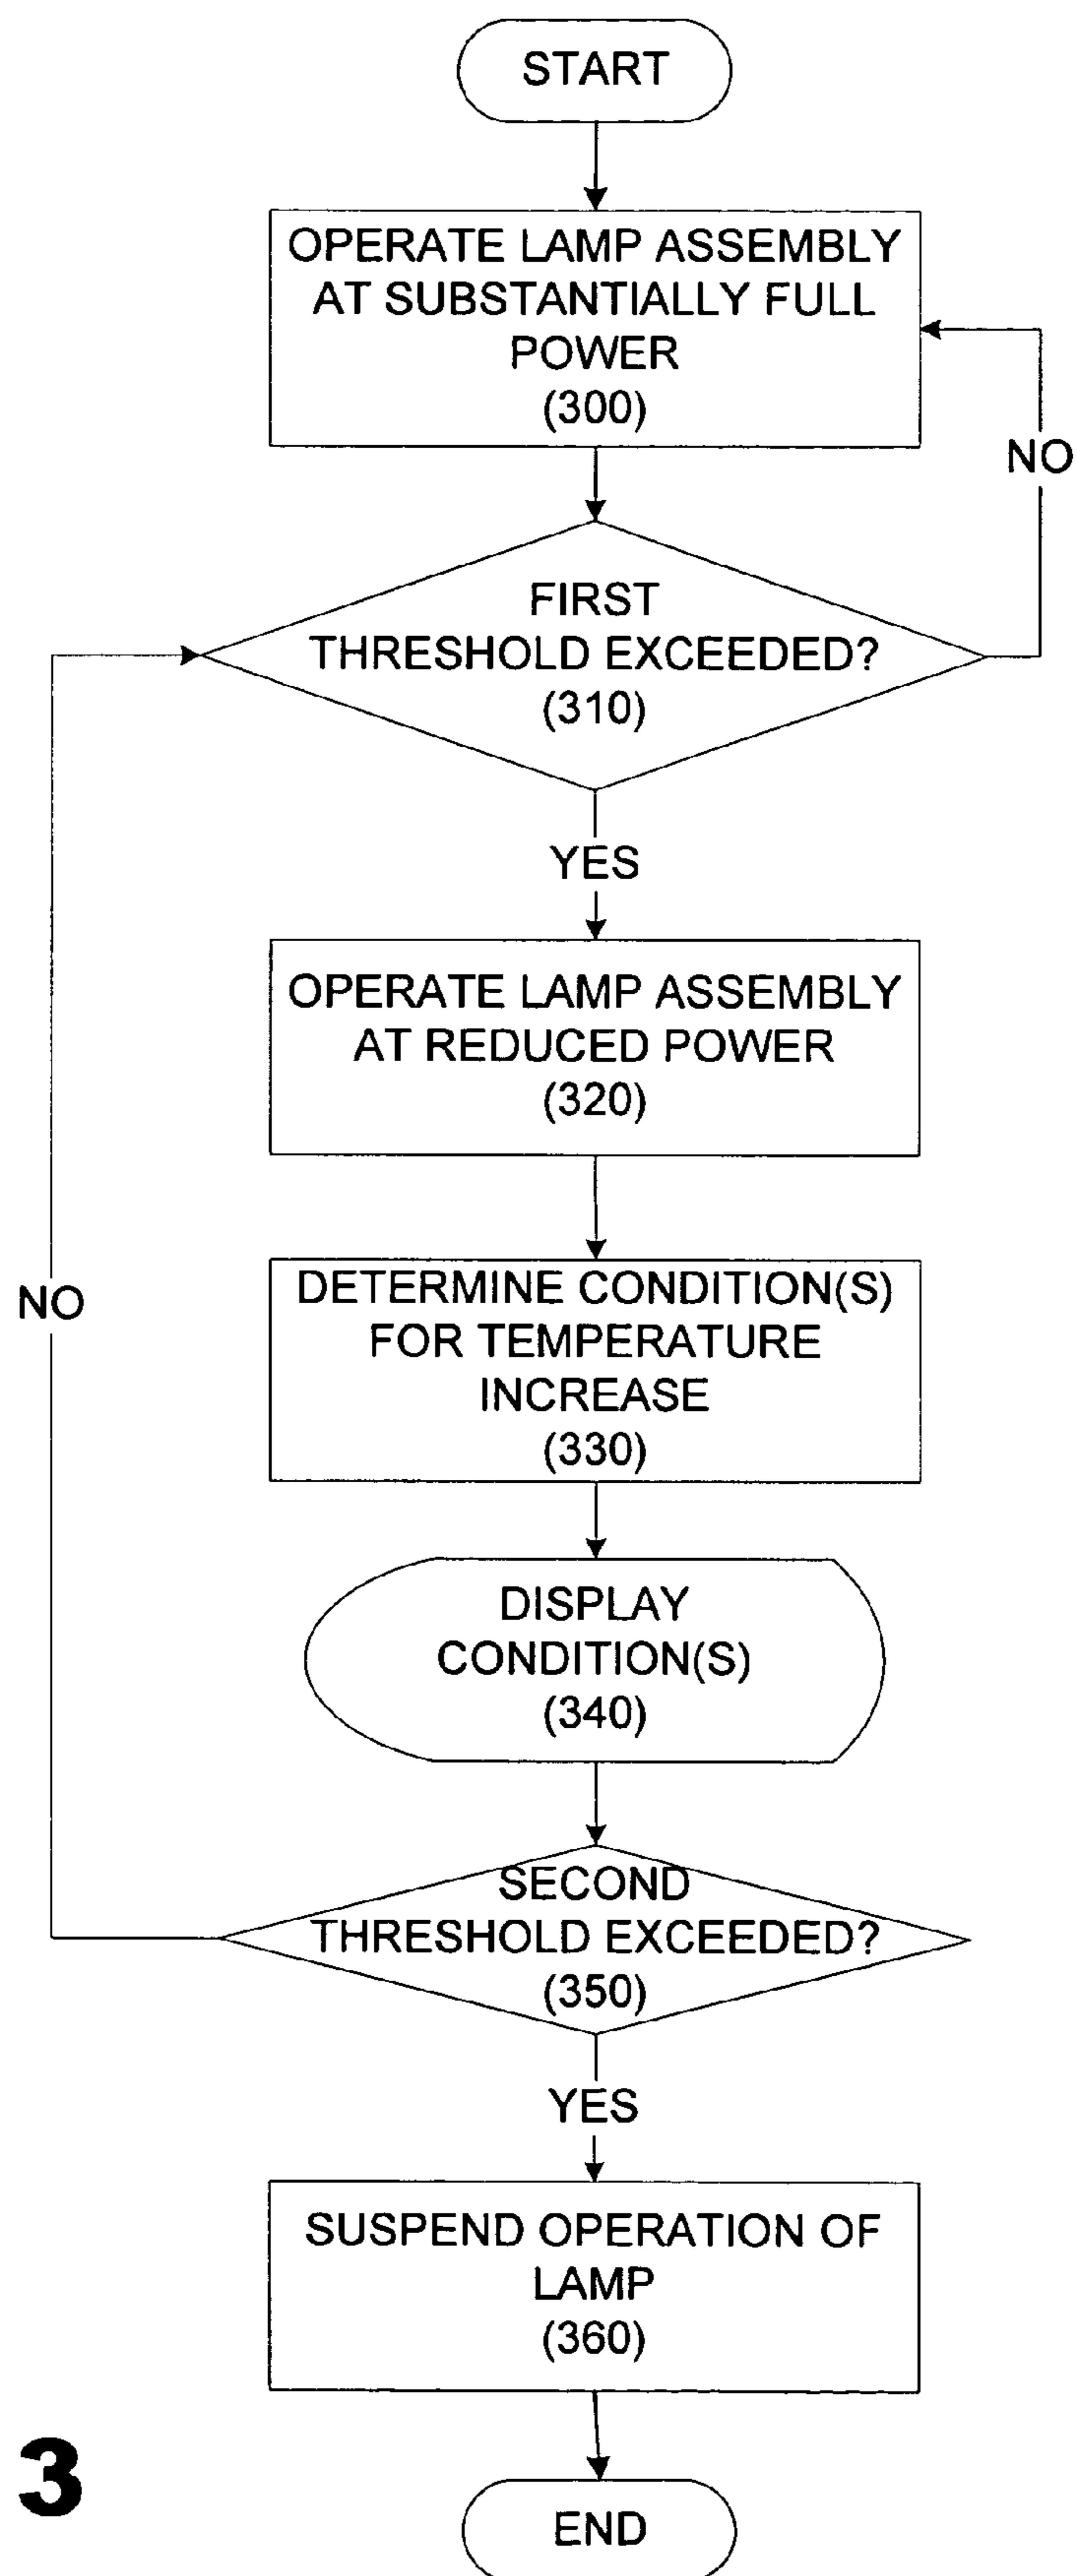 START
OPERATE LAMP ASSEMBLY
AT SUBSTANTIALLY FULL
POWER
(300)
NO
FIRST
THRESHOLD EXCEEDED?
(310)
YES
OPERATE LAMP ASSEMBLY
AT REDUCED POWER
(320)
DETERMINE CONDITION(S)
FOR TEMPERATURE
INCREASE
(330)
NO
DISPLAY
CONDITION(S)
(340)
SECOND
THRESHOLD EXCEEDED?
(350)
YES
SUSPEND OPERATION OF
LAMP
(360)
3
END